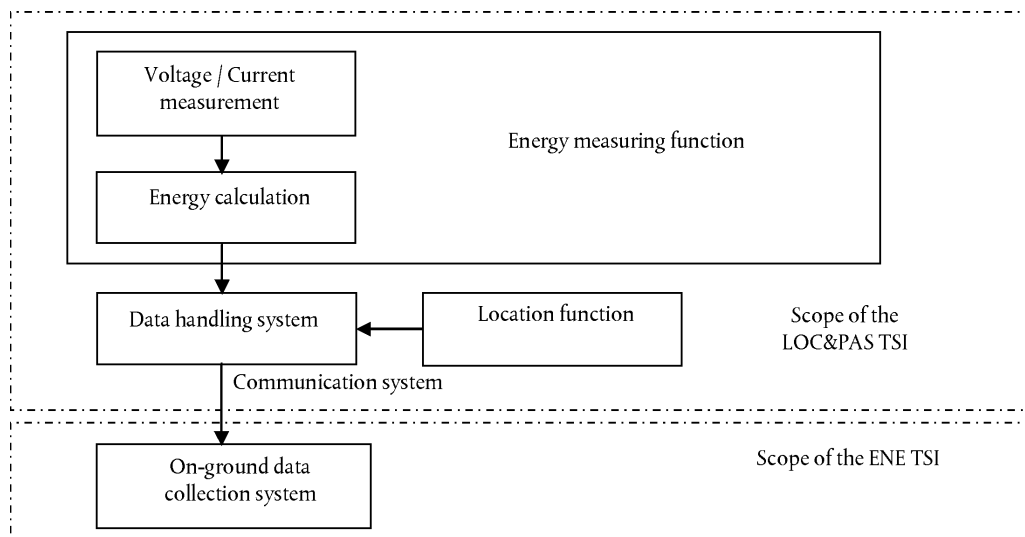 Voltage / Current
measurement
Energy measuring function
Energy calculation
Data handling system
Location function
Scope of the
LOC&PAS TSI
Communication system
On-ground data
collection system
Scope of the ENE TSI